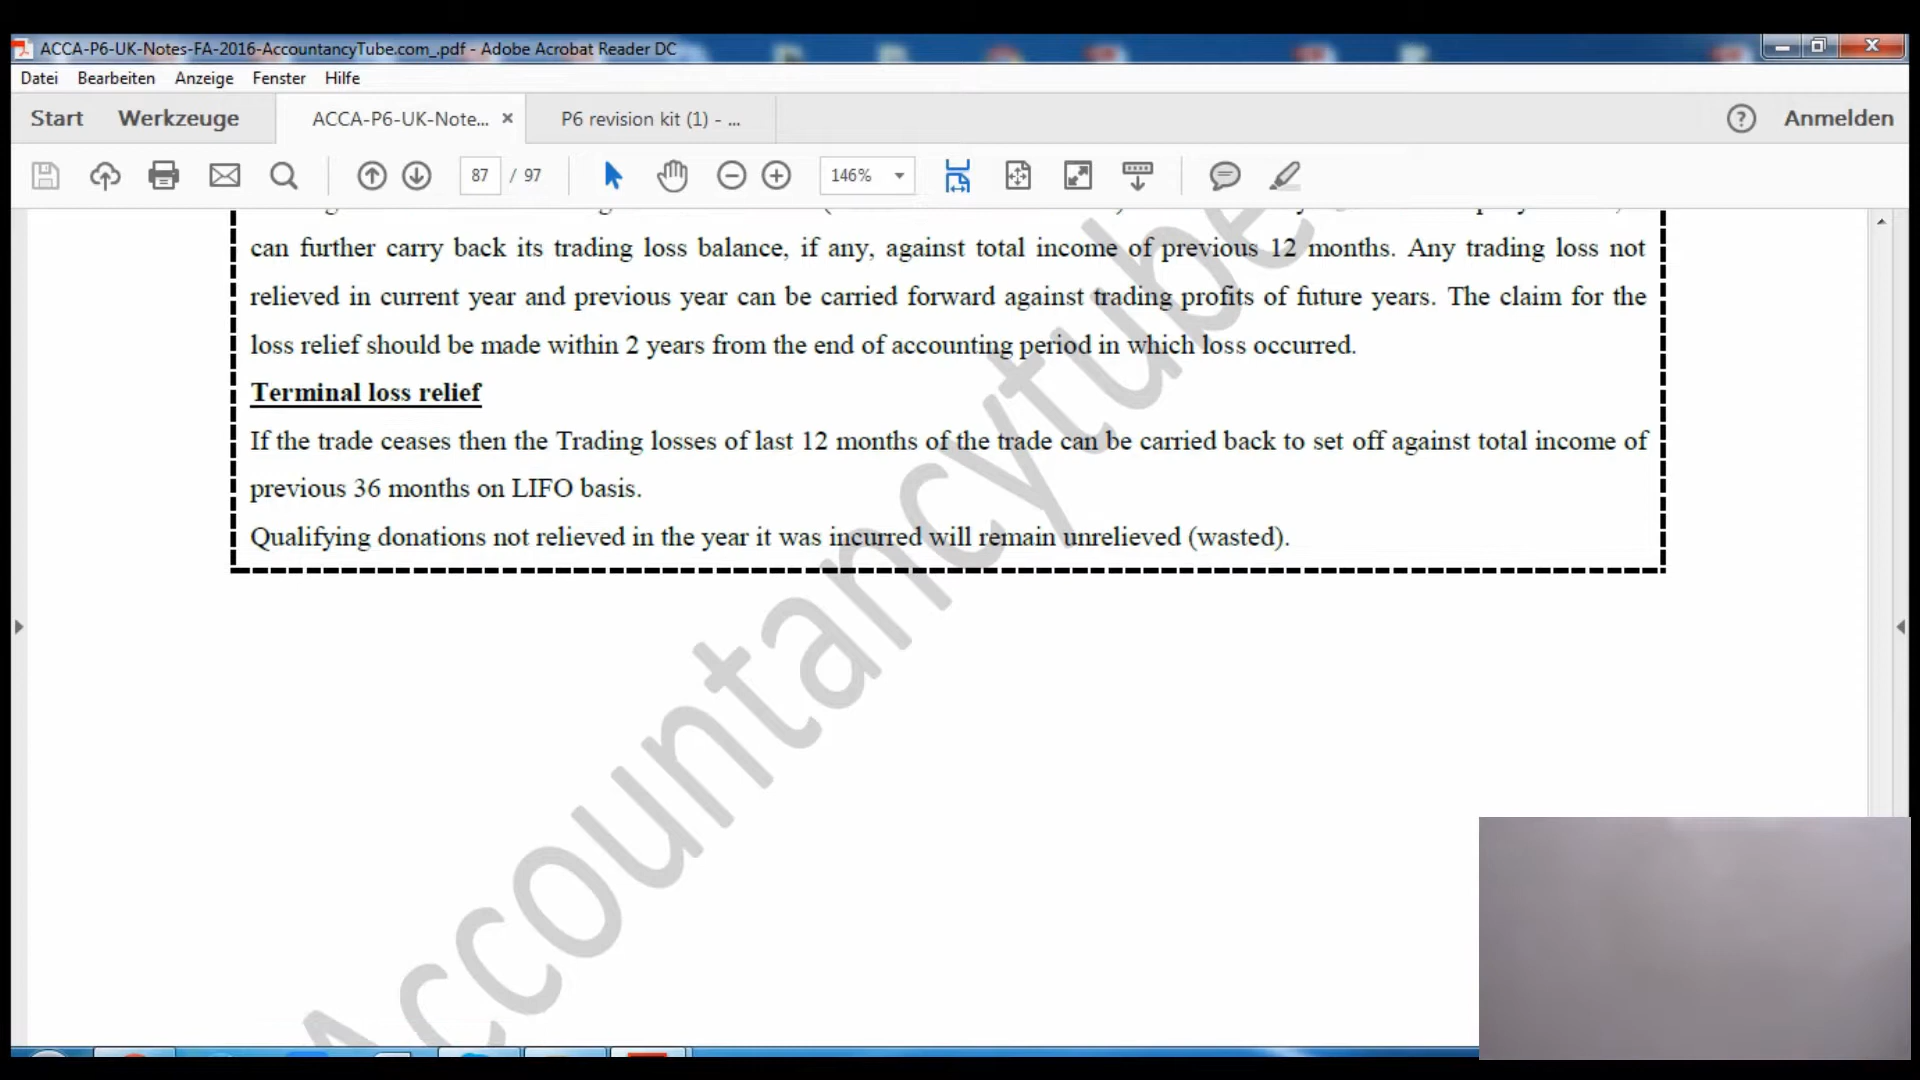 ACCA-P6-UK-Notes-FA-2016-AccountancyTube.com_.pdf - Adobe Acrobat Reader DC
Datei Bearbeiten Anzeige Fenster Hilfe
Start Werkzeuge ACCA-P6-UK-Note... × P6 revision kit (1) - ... Anmelden
87 / 97 146%
can further carry back its trading loss balance, if any, against total income of previous 12 months. Any trading loss not
relieved in current year and previous year can be carried forward against trading profits of future years. The claim for the
loss relief should be made within 2 years from the end of accounting period in which loss occurred.
Terminal loss relief
If the trade ceases then the Trading losses of last 12 months of the trade can be carried back to set off against total income of
previous 36 months on LIFO basis.
Qualifying donations not relieved in the year it was incurred will remain unrelieved (wasted).
Accountancytube